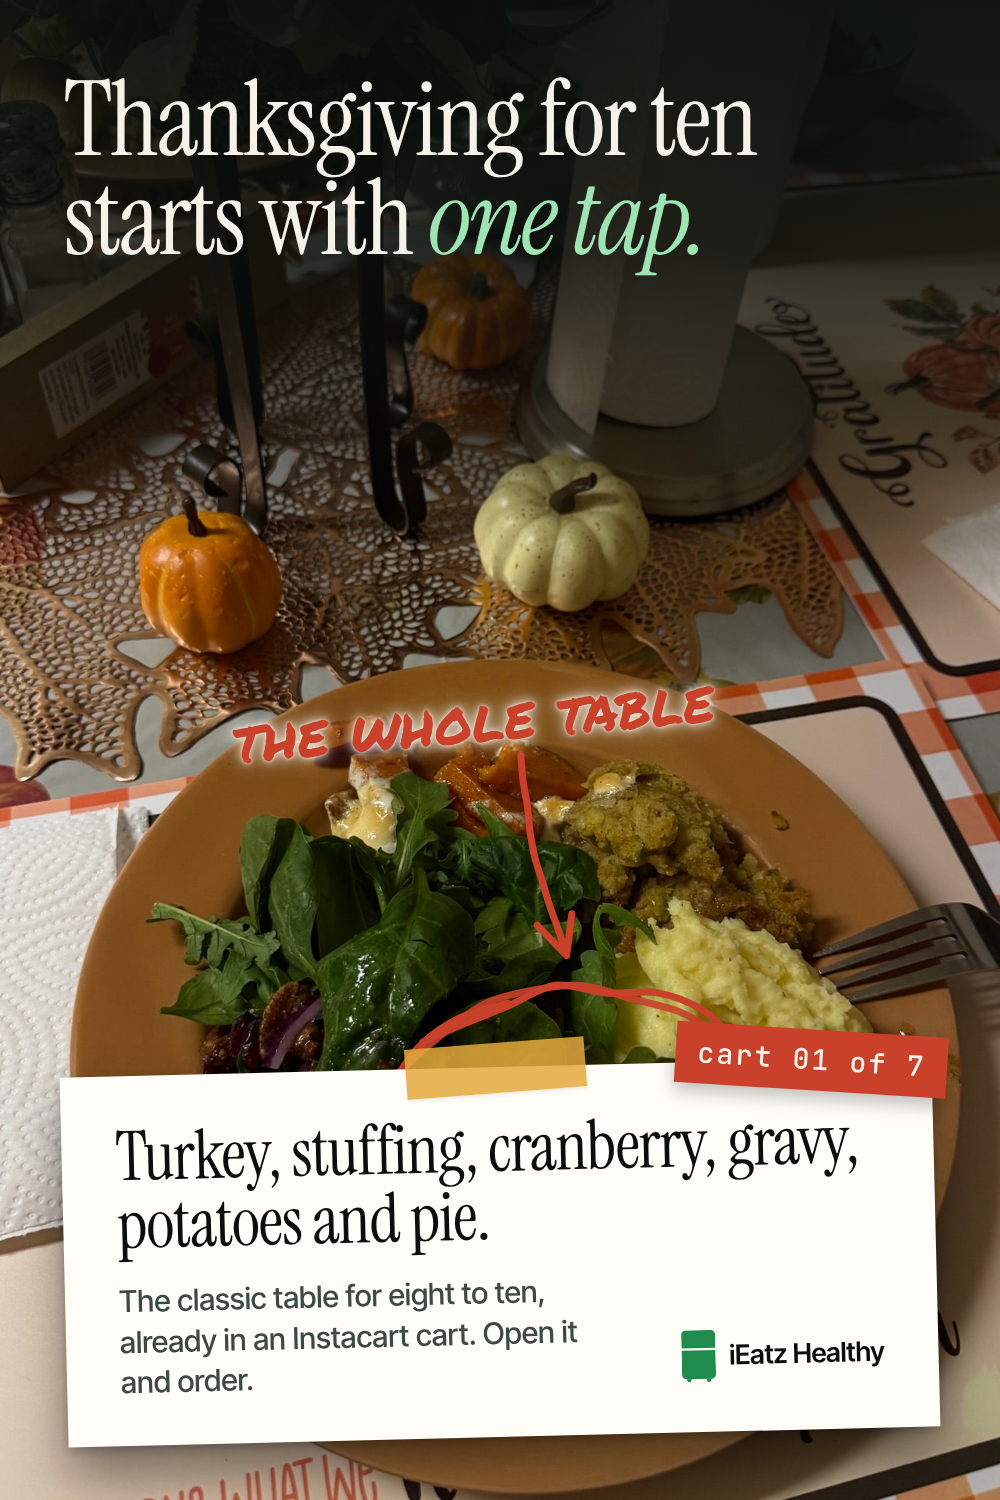 Thanksgiving for ten
starts with one tap.
Gratitude
THE WHOLE TABLE
cart 01 of 7
Turkey, stuffing, cranberry, gravy,
potatoes and pie.
The classic table for eight to ten,
already in an Instacart cart. Open it
and order.
iEatz Healthy
WHAT WE